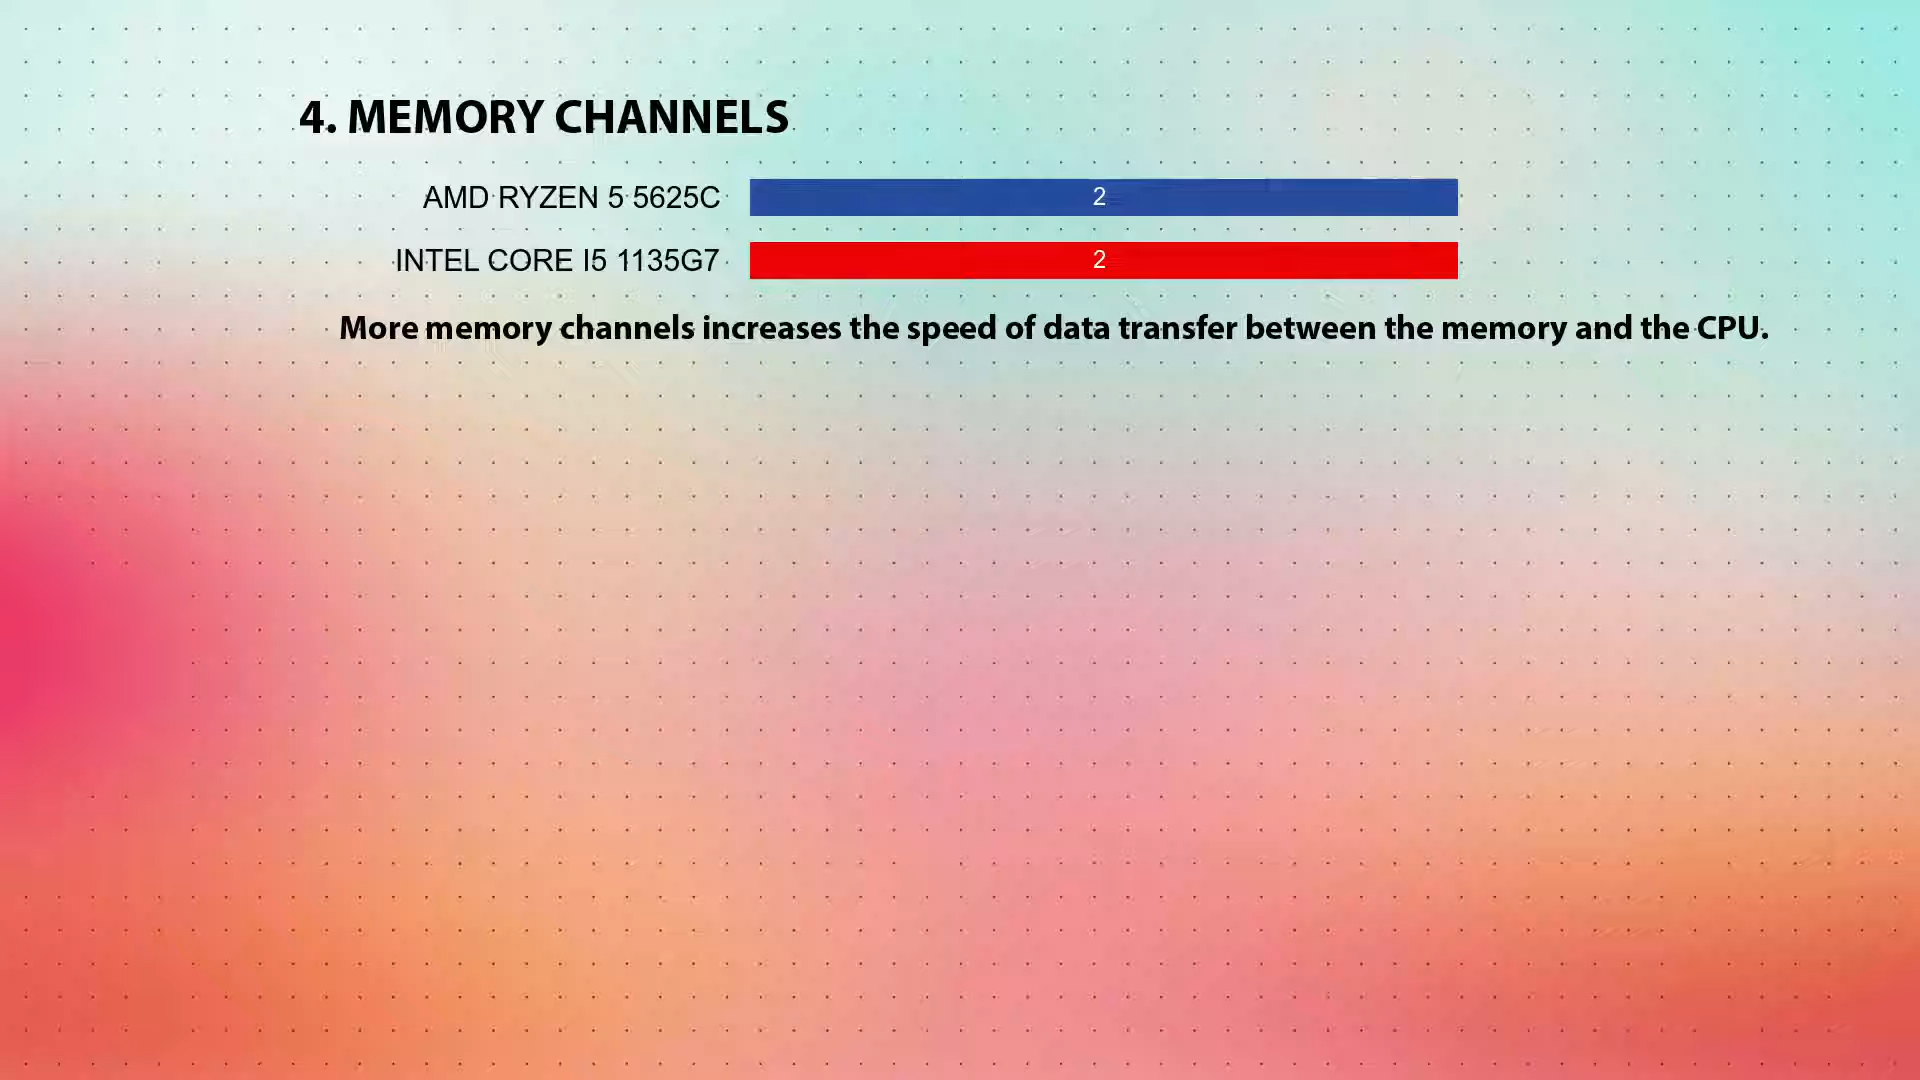 4. MEMORY CHANNELS
AMD RYZEN 5 5625C 2
INTEL CORE I5 1135G7 2
More memory channels increases the speed of data transfer between the memory and the CPU.